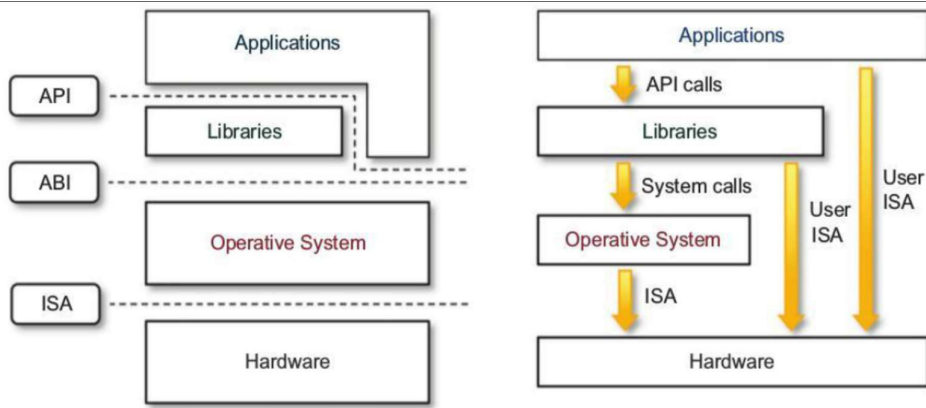 Applications
API
Libraries
ABI
Operative System
ISA
Hardware
Applications
API calls
Libraries
System calls
User
ISA
User
ISA
Operative System
ISA
Hardware